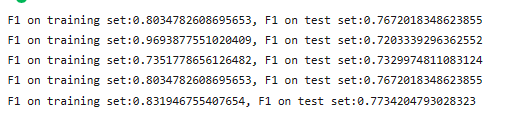 F1 on training set:0.8034782608695653, F1 on test set:0.7672018348623855
F1 on training set:0.9693877551020409, F1 on test set:0.7203339296362552
F1 on training set:0.7351778656126482, F1 on test set:0.7329974811083124
F1 on training set:0.8034782608695653, F1 on test set:0.7672018348623855
F1 on training set:0.831946755407654, F1 on test set:0.7734204793028323